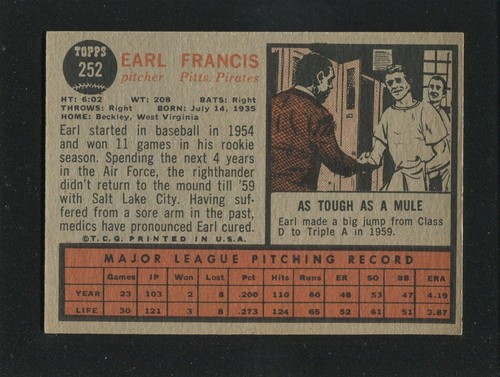 TOPPS
252
EARL FRANCIS
pitcher Pitts. Pirates
HT: 6:02 WT: 208 BATS: Right
THROWS: Right BORN: July 14, 1935
HOME: Beckley, West Virginia
Earl started in baseball in 1954
and won 11 games in his rookie
season. Spending the next 4 years
in the Air Force, the righthander
didn't return to the mound till '59
with Salt Lake City. Having suf-
fered from a sore arm in the past,
medics have pronounced Earl cured.
© T. C. G. PRINTED IN U.S.A.
AS TOUGH AS A MULE
Earl made a big jump from Class
D to Triple A in 1959.
MAJOR LEAGUE PITCHING RECORD
Games IP Won Lost Pct Hits Runs ER SO BB ERA
YEAR 23 103 2 8 .200 110 60 48 53 47 4.19
LIFE 30 121 3 8 .273 124 65 52 61 51 3.87